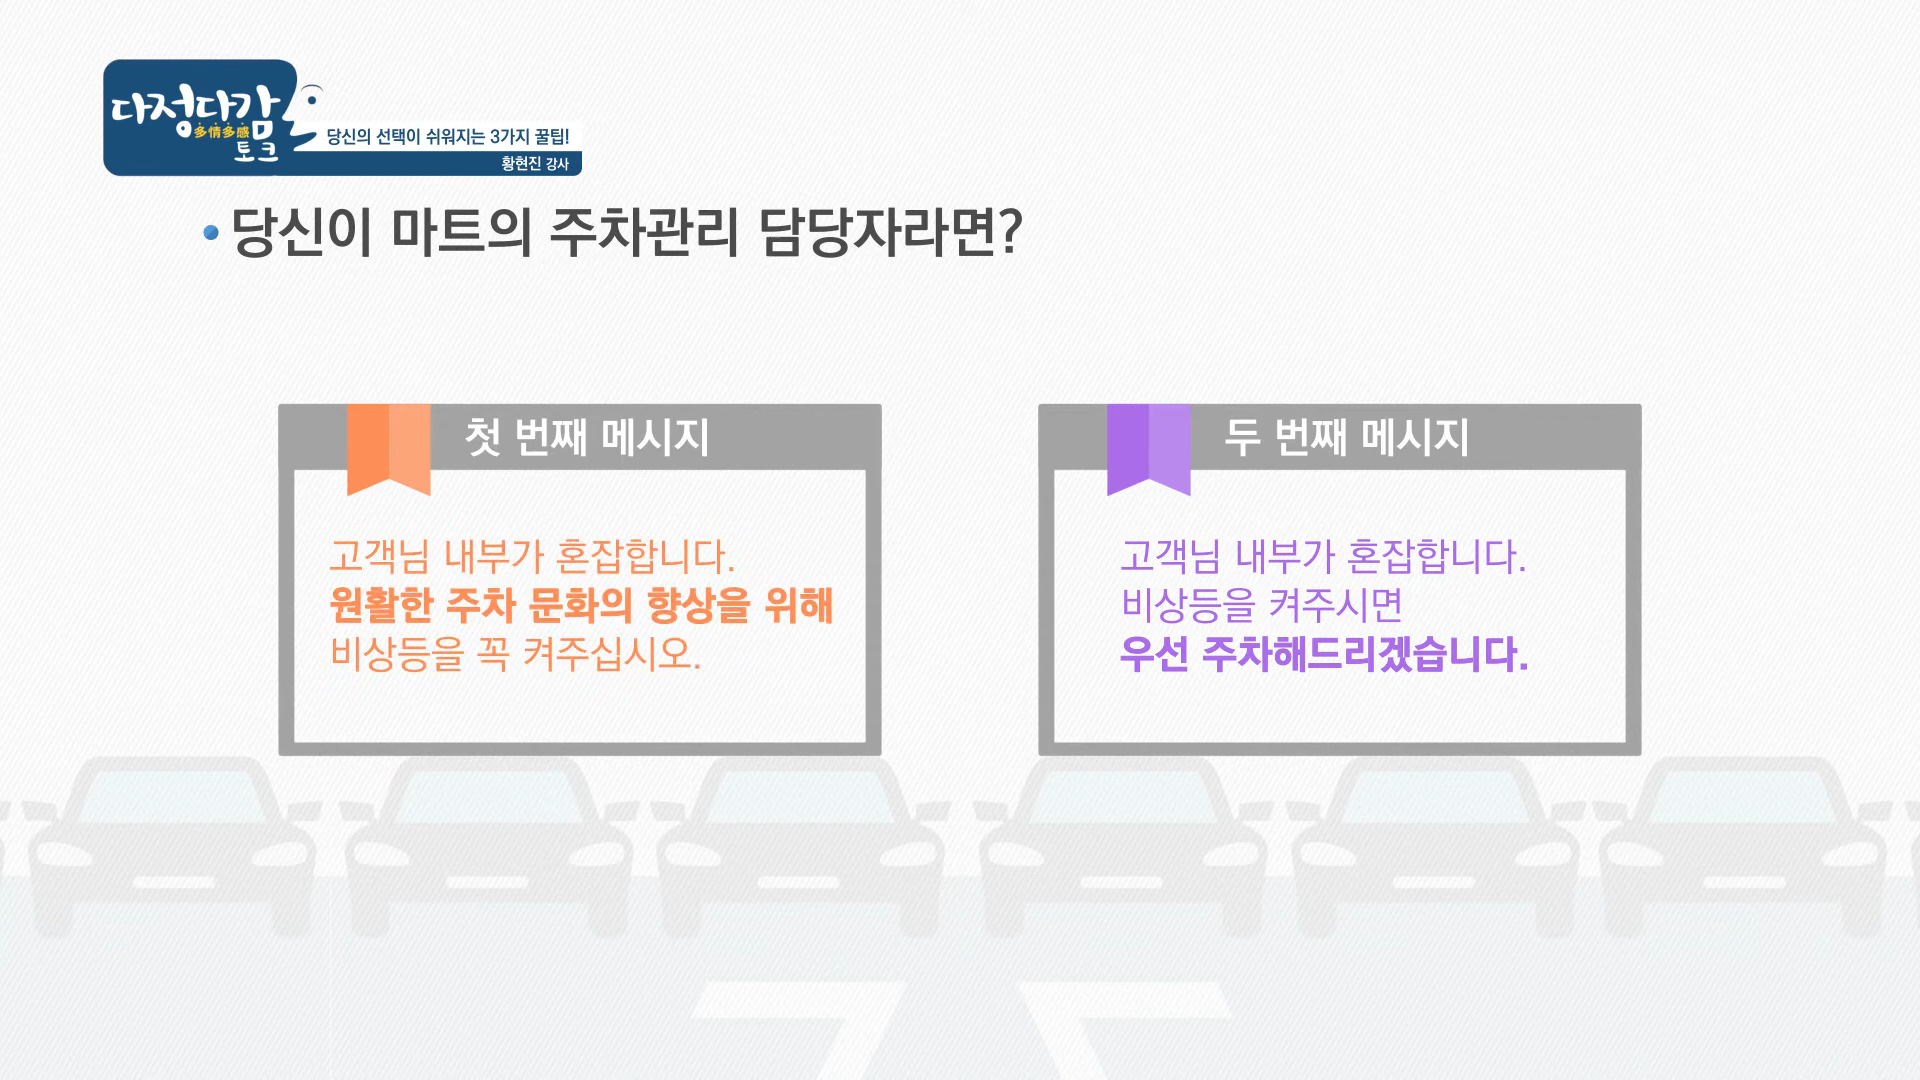 다정다감
多情多感
토크
당신의 선택이 쉬워지는 3가지 꿀팁!
황현진 강사
• 당신이 마트의 주차관리 담당자라면?
첫 번째 메시지
고객님 내부가 혼잡합니다.
원활한 주차 문화의 향상을 위해
비상등을 꼭 켜주십시오.
두 번째 메시지
고객님 내부가 혼잡합니다.
비상등을 켜주시면
우선 주차해드리겠습니다.